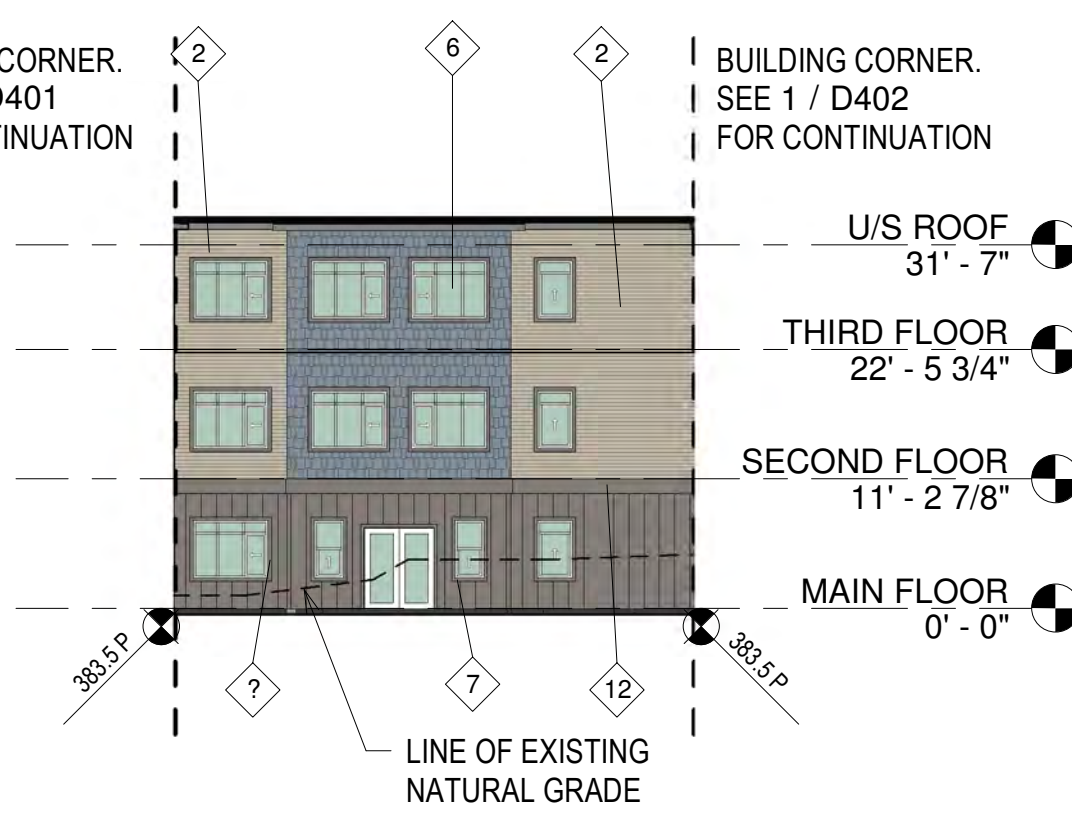 CORNER.
D401
TINUATION
2
6
2
BUILDING CORNER.
SEE 1 / D402
FOR CONTINUATION
U/S ROOF
31' - 7"
THIRD FLOOR
22' - 5 3/4"
SECOND FLOOR
11' - 2 7/8"
MAIN FLOOR
0' - 0"
383.5 P
383.5 P
?
7
12
LINE OF EXISTING
NATURAL GRADE